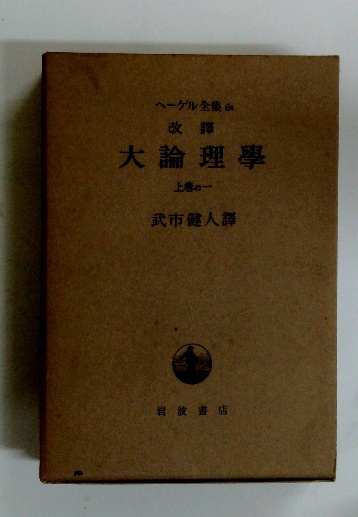 ヘーゲル全集 6a
改譯
大論理學
上巻の一
武市健人譯
岩波書店